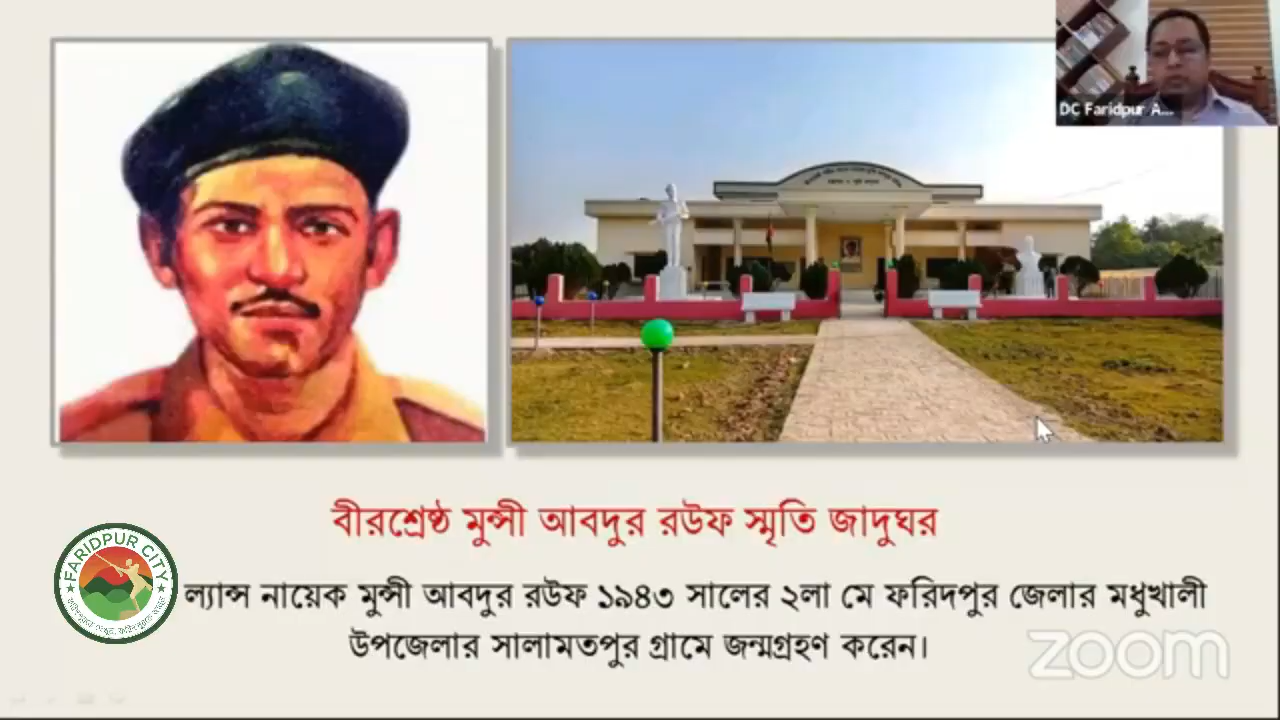 DC Faridpur A...
বীরশ্রেষ্ঠ মুন্সী আবদুর রউফ স্মৃতি জাদুঘর
FARIDPUR CITY
ল্যান্স নায়েক মুন্সী আবদুর রউফ ১৯৪৩ সালের ২লা মে ফরিদপুর জেলার মধুখালী
উপজেলার সালামতপুর গ্রামে জন্মগ্রহণ করেন।
zoom